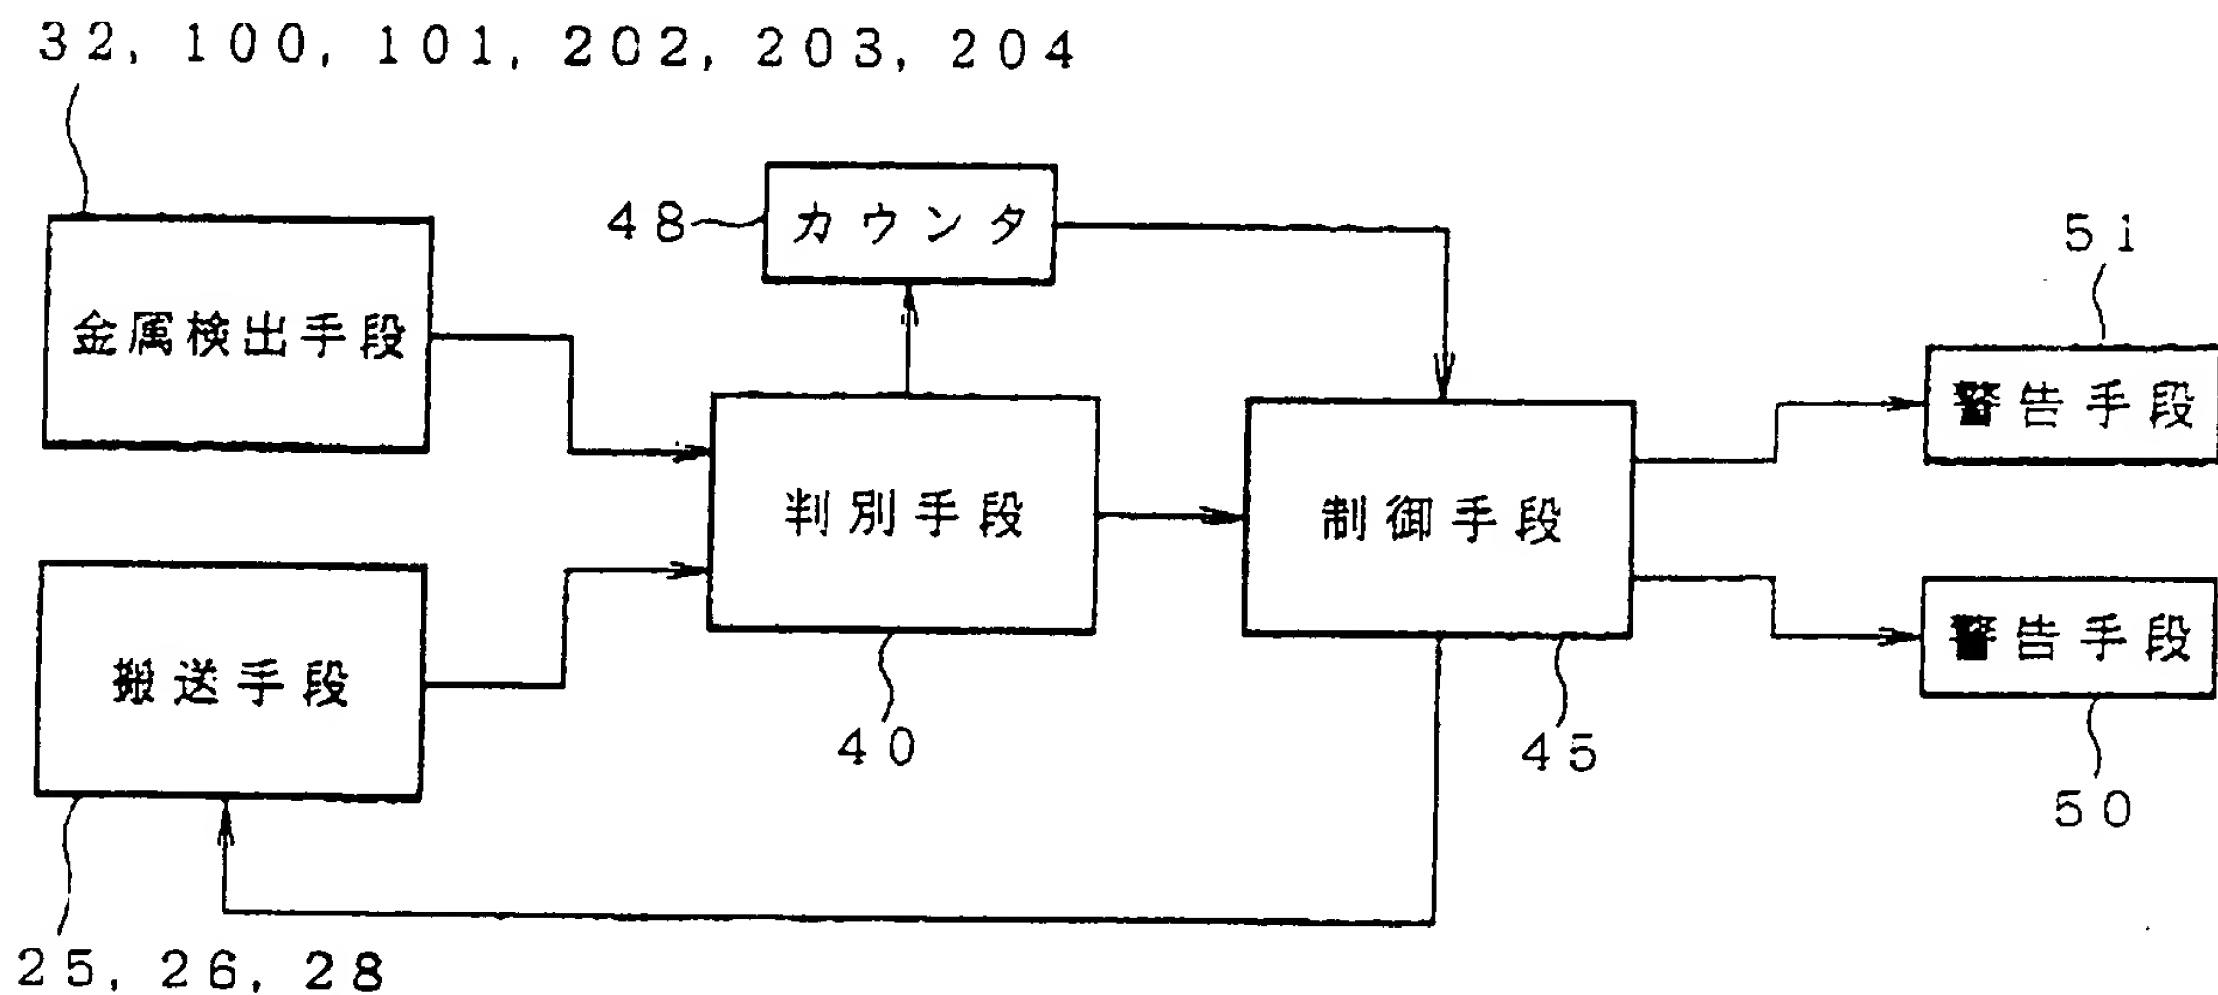 32, 100, 101, 202, 203, 204
48
カウンタ
51
金属検出手段
警告手段
判別手段
制御手段
警告手段
搬送手段
40
45
50
25, 26, 28